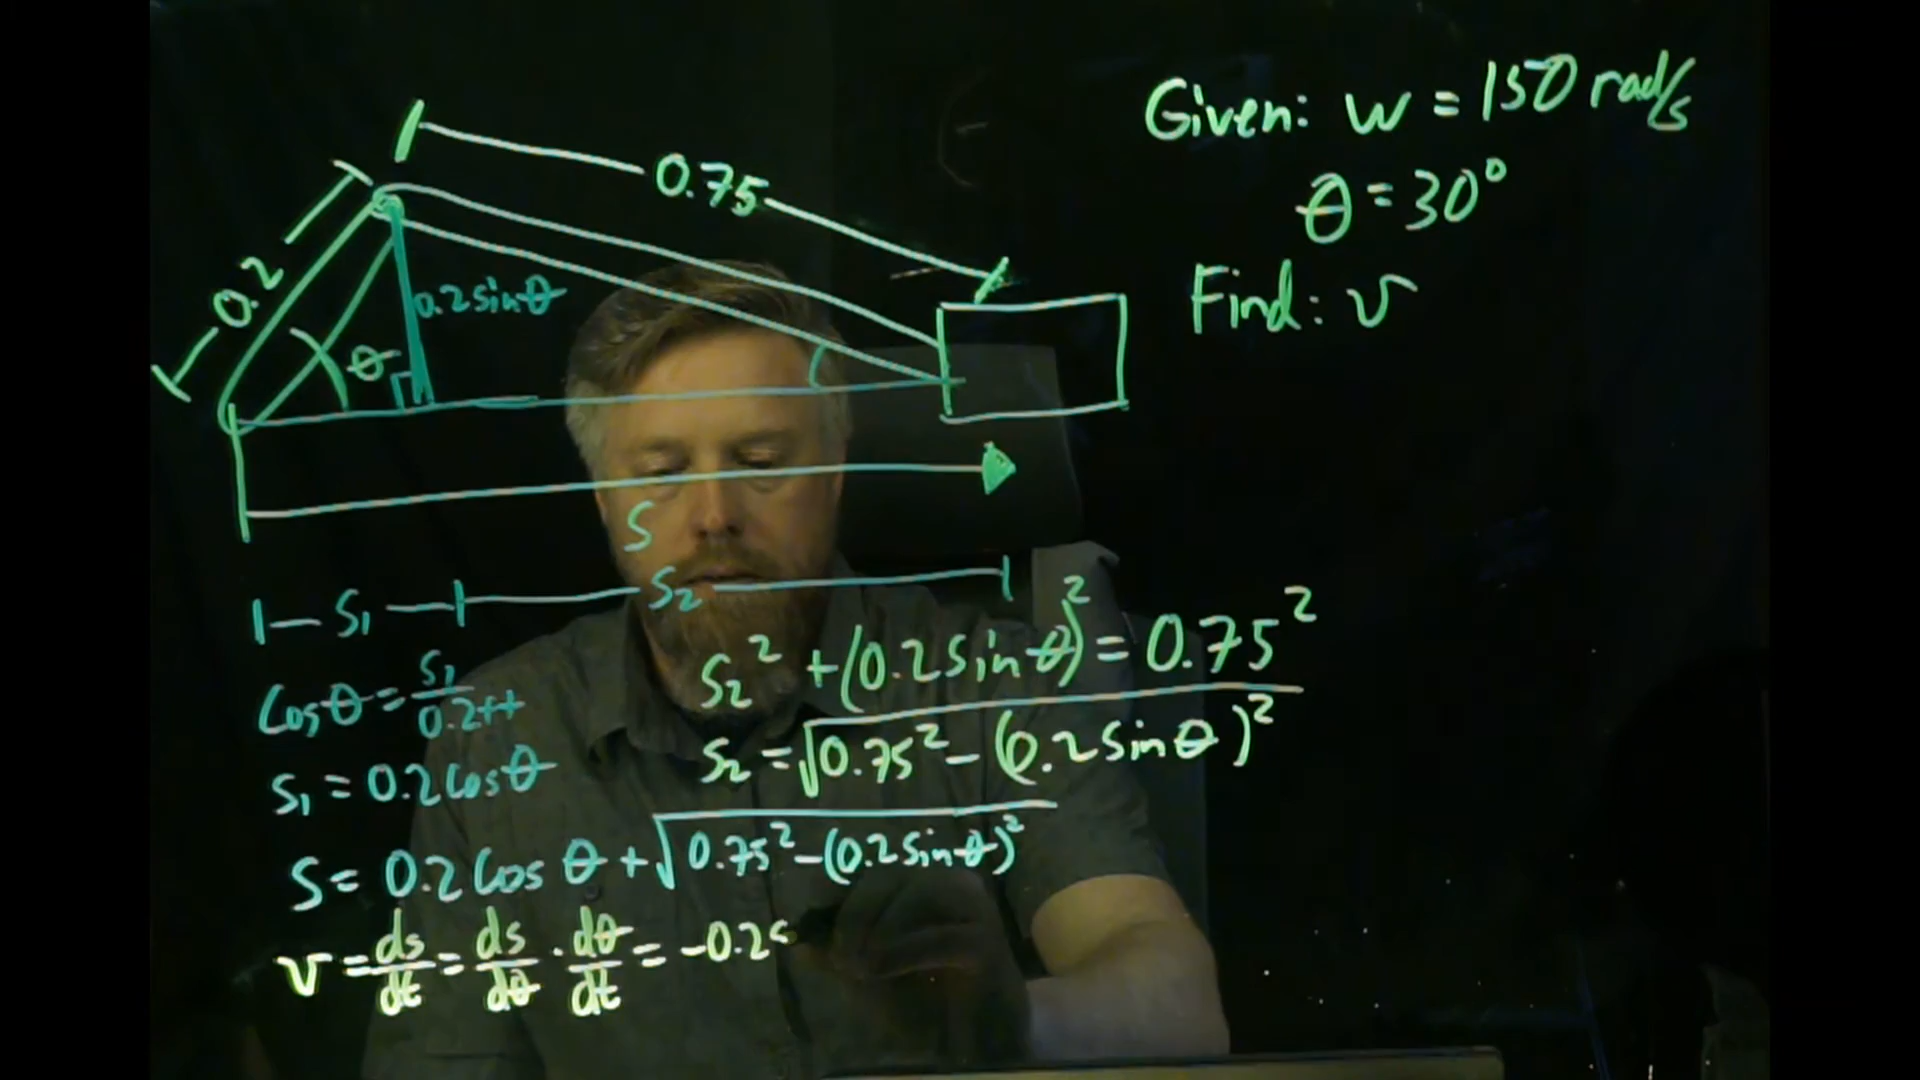 Given: w = 150 rad/s
θ = 30°
Find: v
0.75
0.2
0.2sinθ
θ
S
S₁
S₂
Cosθ = S₁/0.2ft
S₁ = 0.2Cosθ
S₂² + (0.2sinθ)² = 0.75²
S₂ = √(0.75² - (0.2sinθ)²)
S = 0.2Cosθ + √(0.75² - (0.2sinθ)²)
v = ds/dt = ds/dθ · dθ/dt = -0.2s